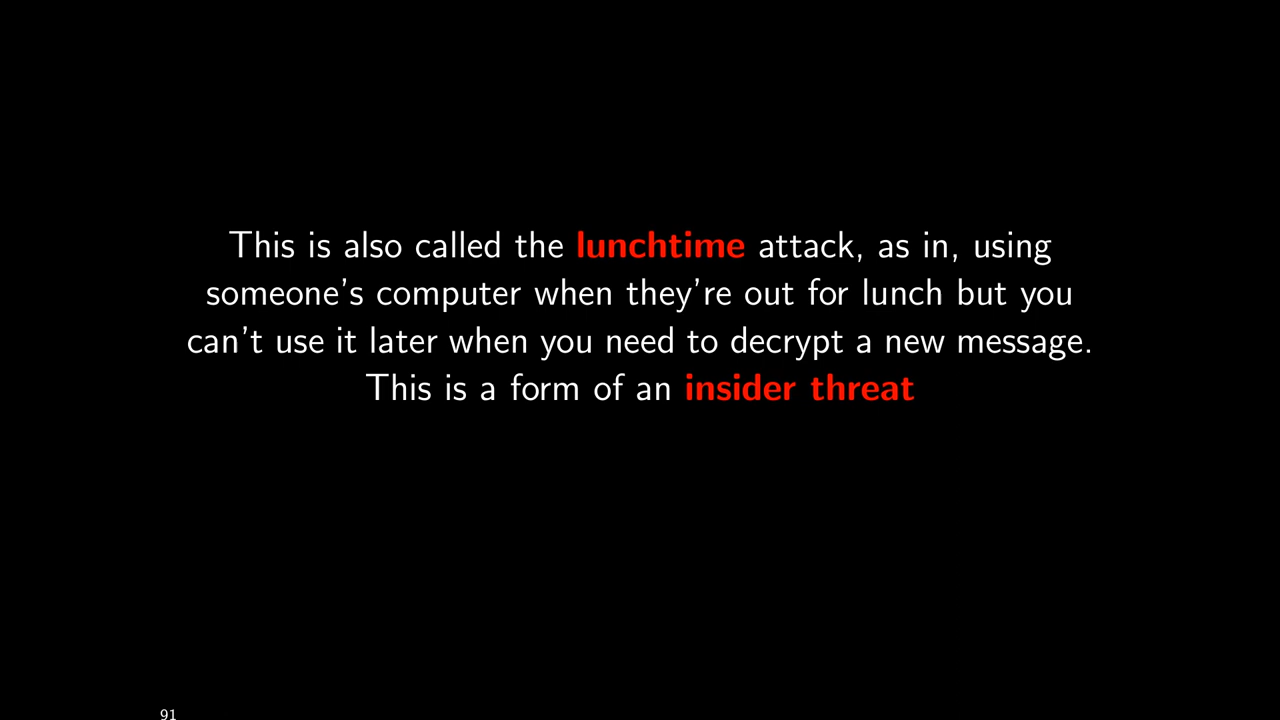 This is also called the lunchtime attack, as in, using
someone's computer when they're out for lunch but you
can't use it later when you need to decrypt a new message.
This is a form of an insider threat
91